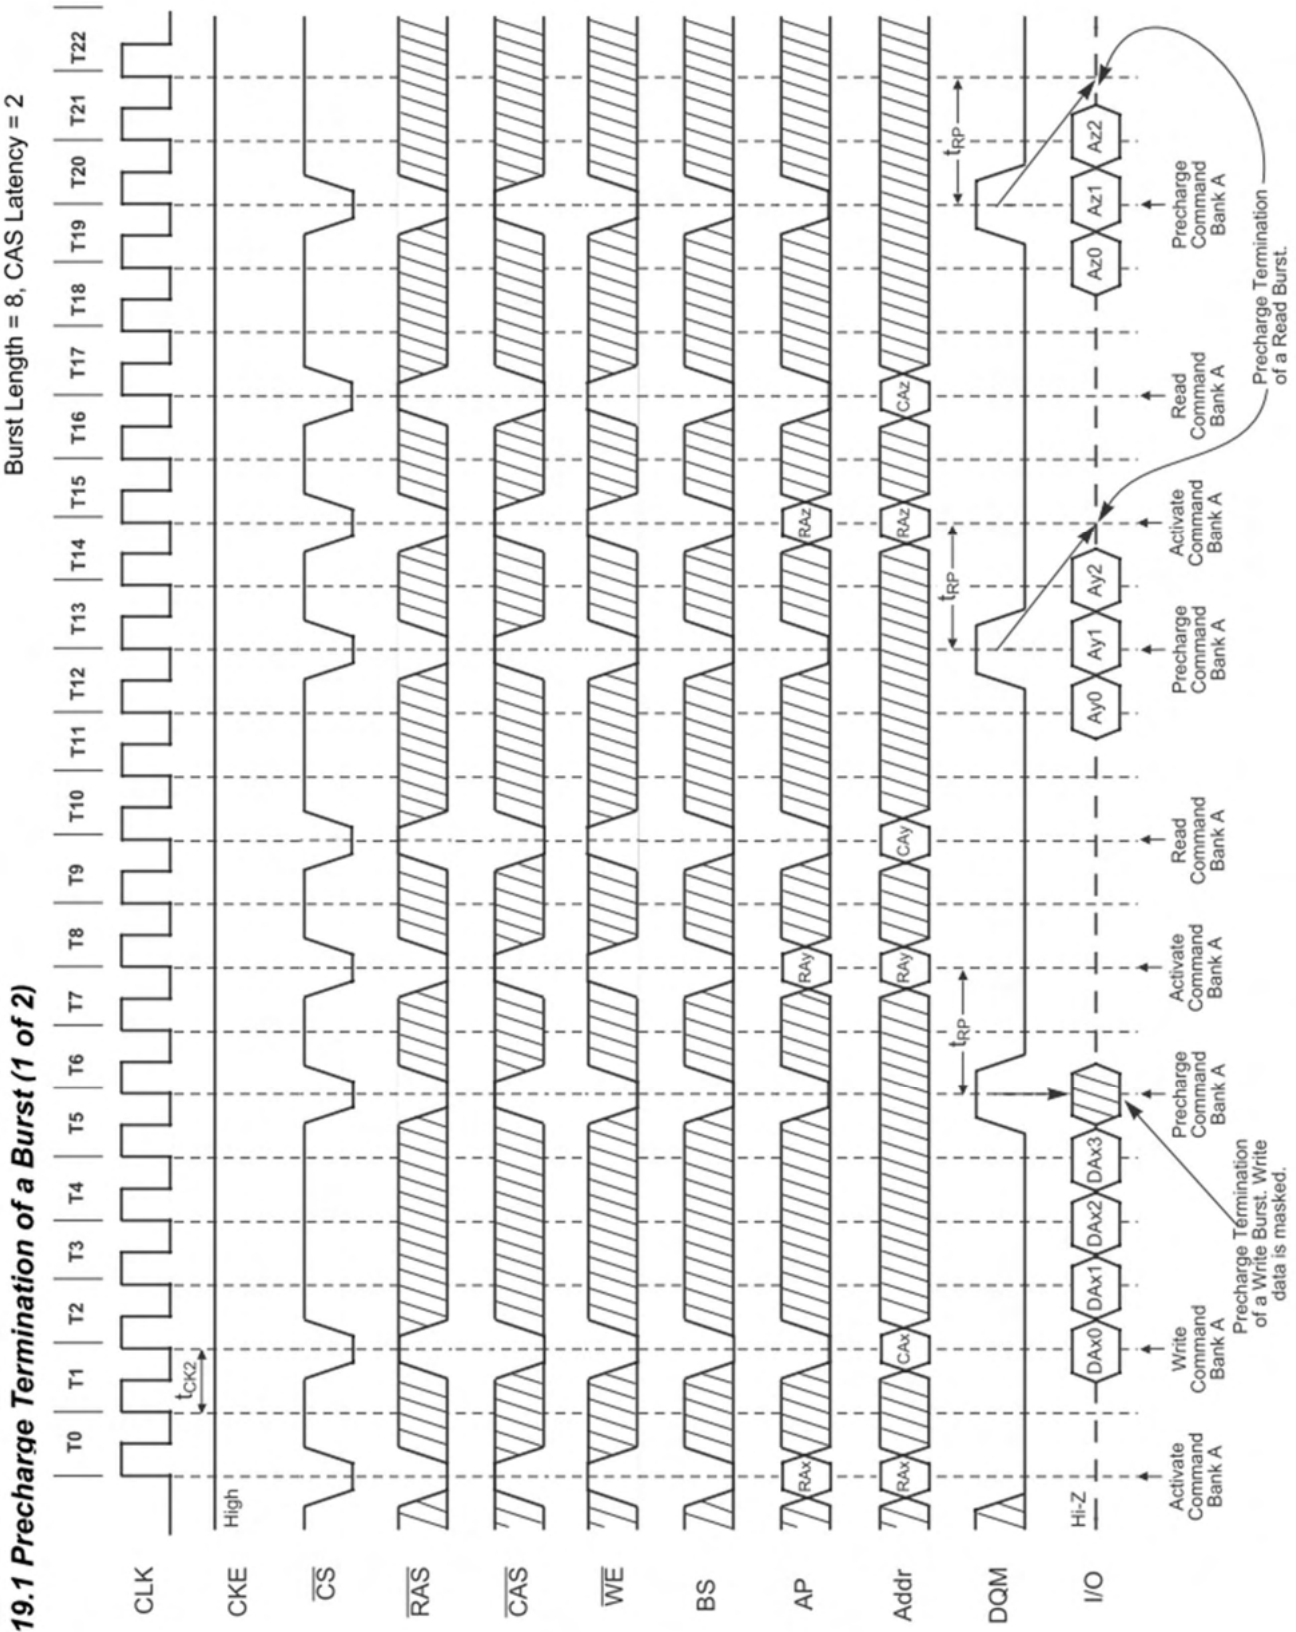 19.1 Precharge Termination of a Burst (1 of 2)
Burst Length = 8, CAS Latency = 2
T0 T1 T2 T3 T4 T5 T6 T7 T8 T9 T10 T11 T12 T13 T14 T15 T16 T17 T18 T19 T20 T21 T22
CLK
tCK2
CKE
High
CS
RAS
CAS
WE
BS
AP
RAx RAy RAz
Addr
RAx CAx RAy CAy RAz CAz
DQM
tRP tRP tRP
I/O
Hi-Z
DAx0 DAx1 DAx2 DAx3 Ay0 Ay1 Ay2 Az0 Az1 Az2
Activate
Command
Bank A
Write
Command
Bank A
Precharge
Command
Bank A
Activate
Command
Bank A
Read
Command
Bank A
Precharge
Command
Bank A
Activate
Command
Bank A
Read
Command
Bank A
Precharge
Command
Bank A
Precharge Termination
of a Write Burst. Write
data is masked.
Precharge Termination
of a Read Burst.